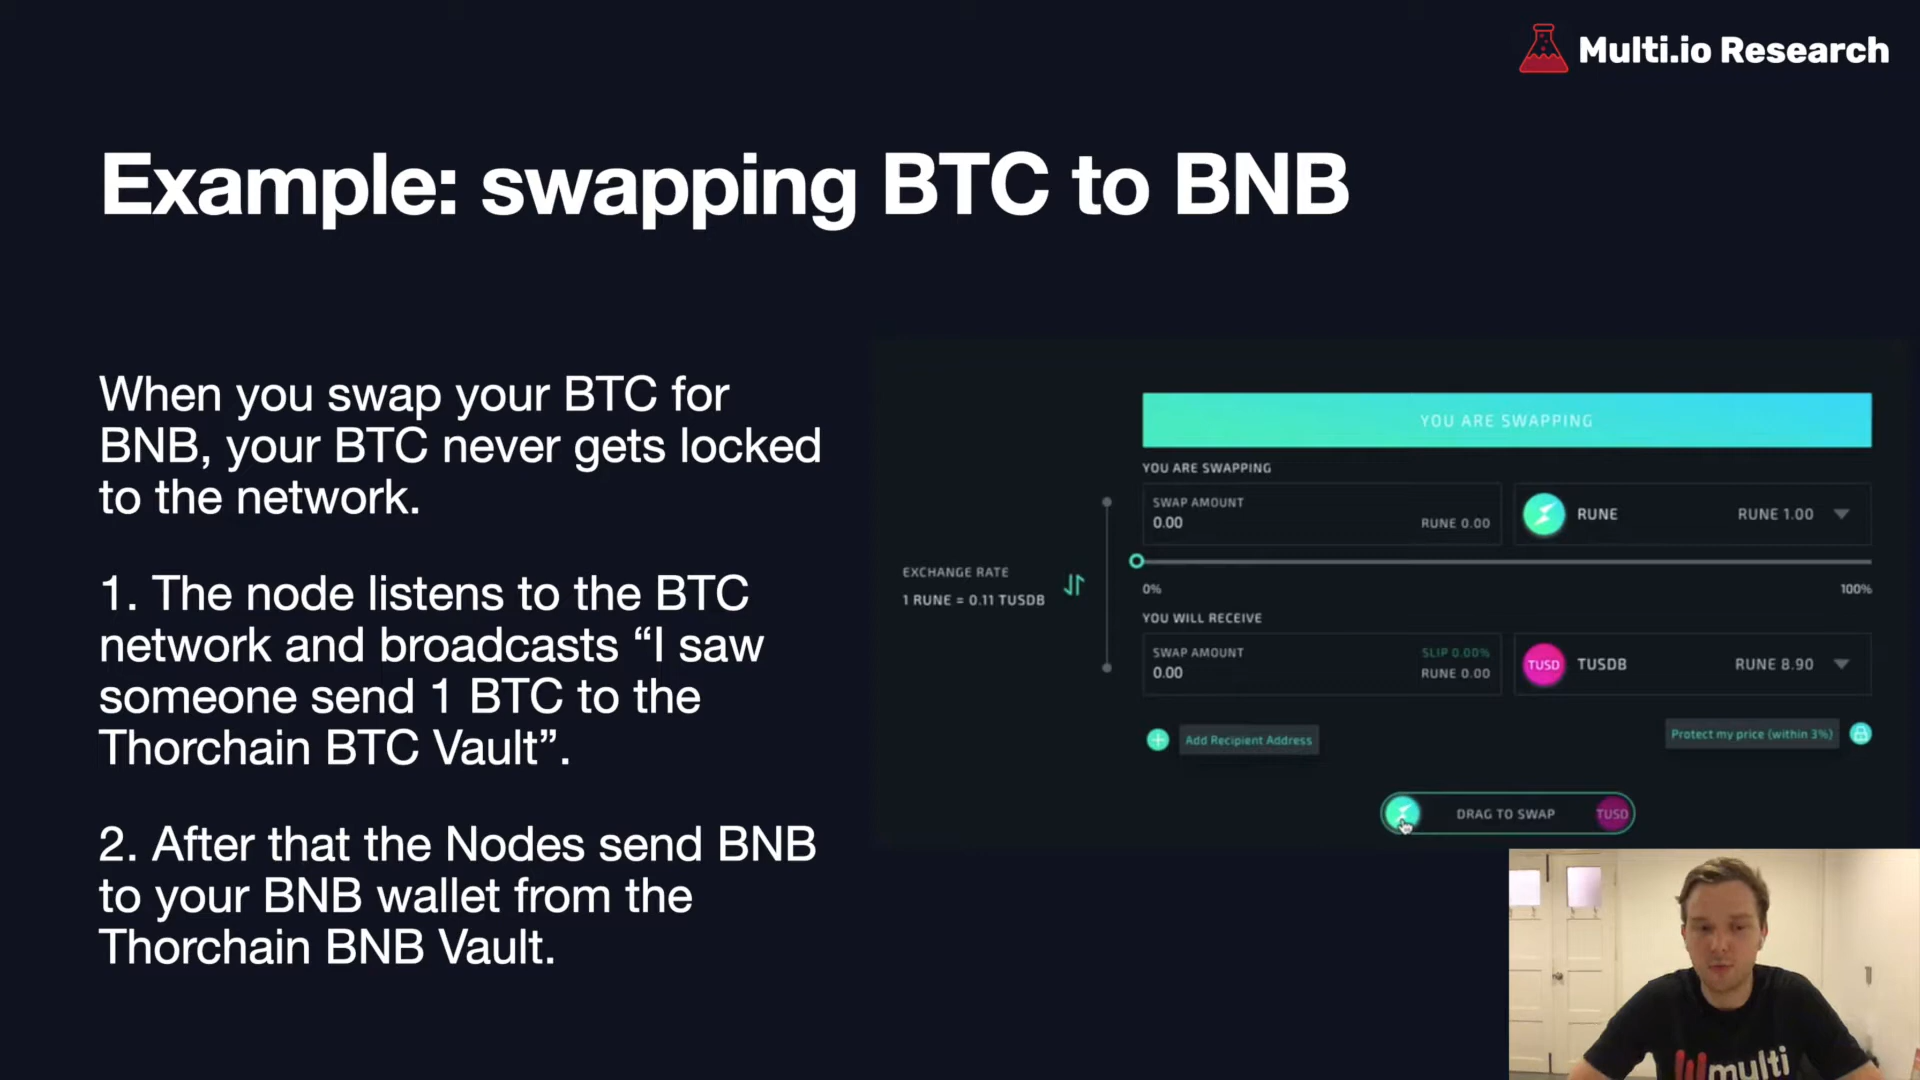 Multi.io Research
Example: swapping BTC to BNB
When you swap your BTC for
BNB, your BTC never gets locked
to the network.
1. The node listens to the BTC
network and broadcasts “I saw
someone send 1 BTC to the
Thorchain BTC Vault”.
2. After that the Nodes send BNB
to your BNB wallet from the
Thorchain BNB Vault.
YOU ARE SWAPPING
YOU ARE SWAPPING
SWAP AMOUNT
0.00 RUNE 0.00
RUNE RUNE 1.00
0% 100%
EXCHANGE RATE
1 RUNE = 0.11 TUSDB
YOU WILL RECEIVE
SWAP AMOUNT SLIP 0.00%
0.00 RUNE 0.00
TUSD TUSDB RUNE 8.90
Add Recipient Address
Protect my price (within 3%)
DRAG TO SWAP TUSD
multi